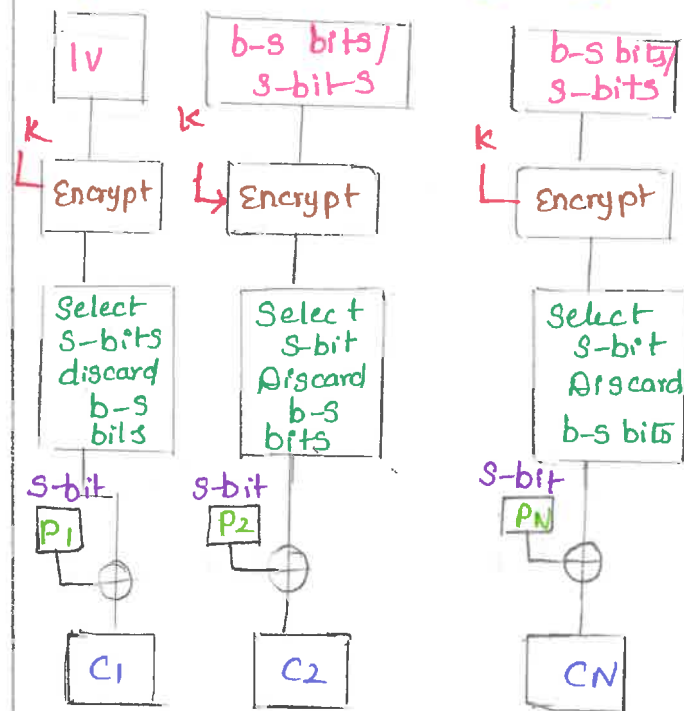 IV
b-s bits/
s-bits
b-s bits/
s-bits
K
K
K
Encrypt
Encrypt
Encrypt
Select
s-bits
discard
b-s
bits
Select
s-bit
Discard
b-s
bits
Select
s-bit
Discard
b-s bits
s-bit
s-bit
s-bit
P1
P2
PN
C1
C2
CN